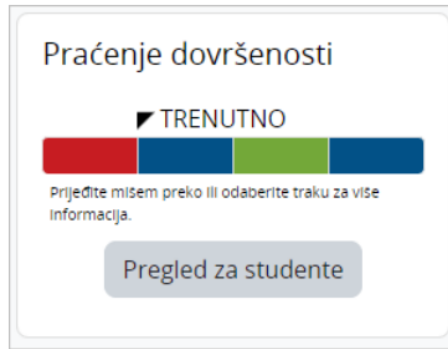 Praćenje dovršenosti
TRENUTNO
Prijeđite mišem preko ili odaberite traku za više
informacija.
Pregled za studente